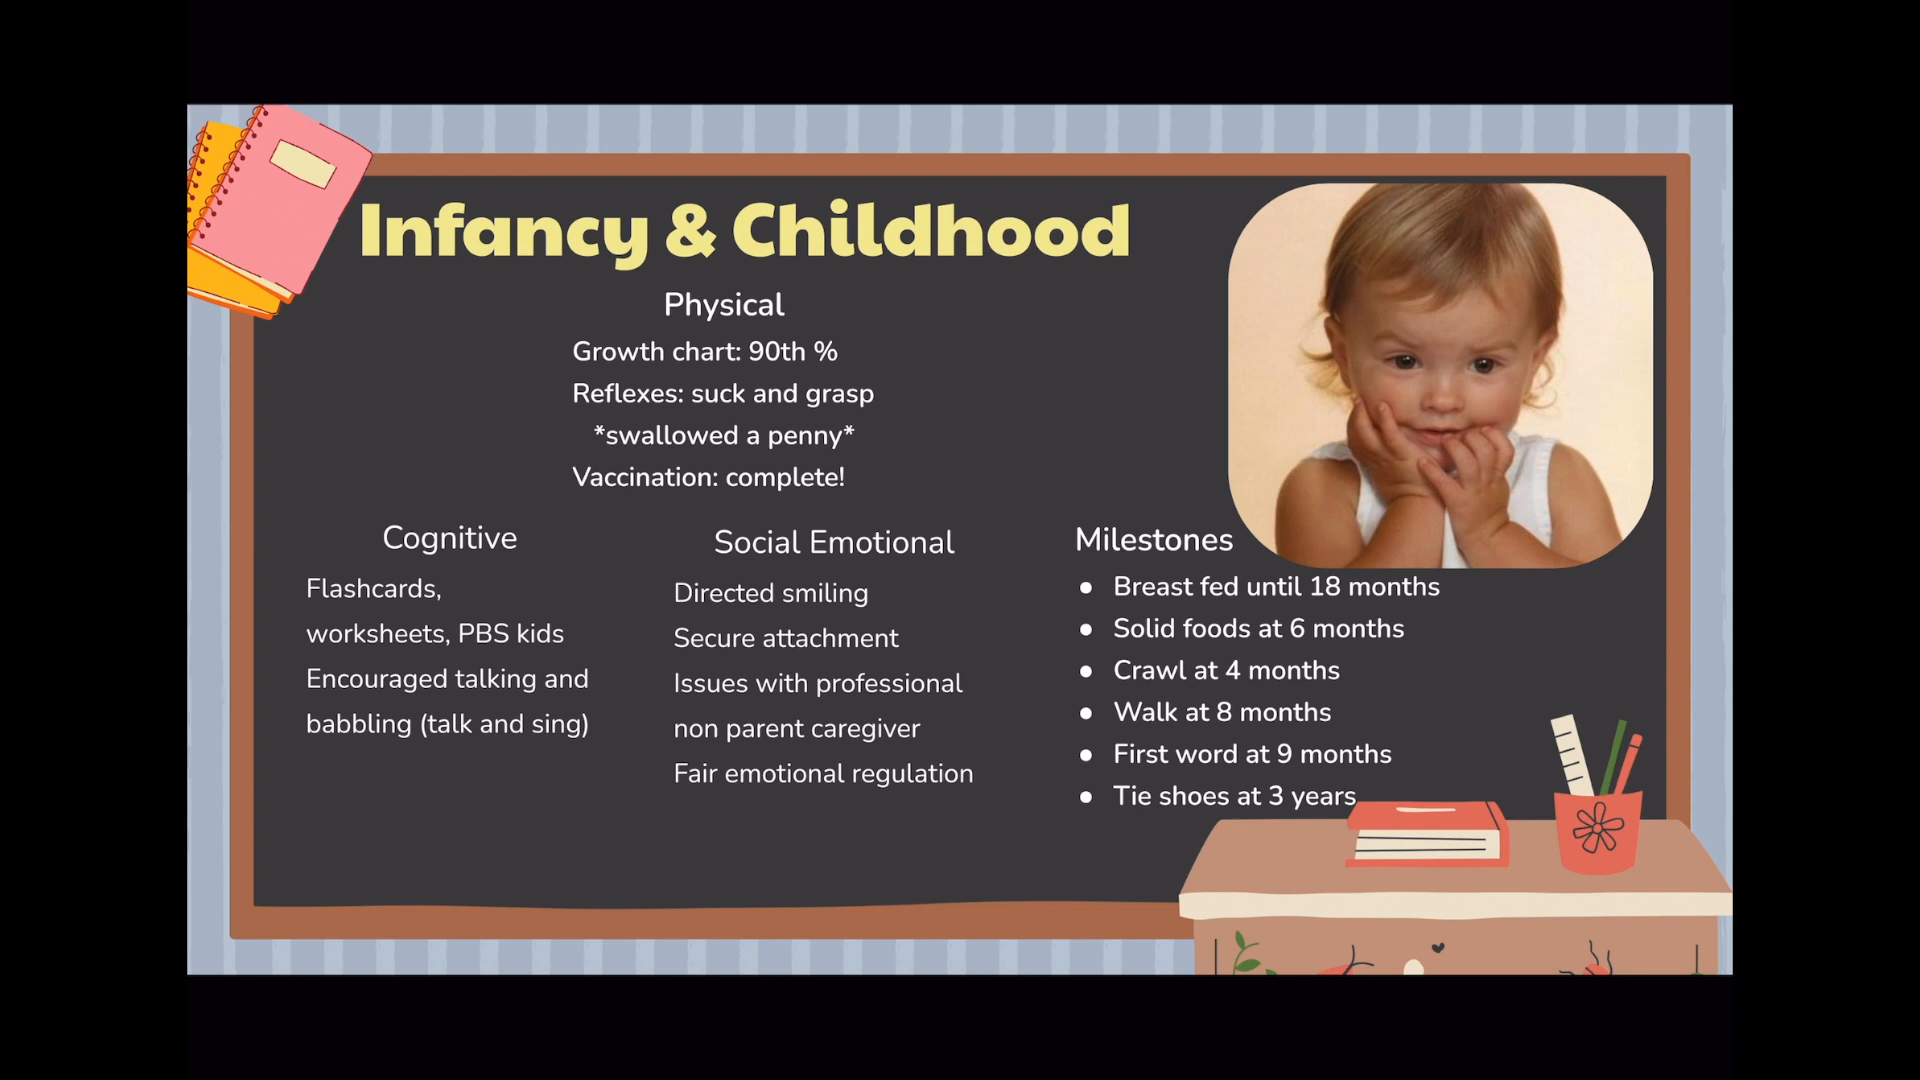 Infancy & Childhood
Physical
Growth chart: 90th %
Reflexes: suck and grasp
*swallowed a penny*
Vaccination: complete!
Cognitive
Flashcards,
worksheets, PBS kids
Encouraged talking and
babbling (talk and sing)
Social Emotional
Directed smiling
Secure attachment
Issues with professional
non parent caregiver
Fair emotional regulation
Milestones
● Breast fed until 18 months
● Solid foods at 6 months
● Crawl at 4 months
● Walk at 8 months
● First word at 9 months
● Tie shoes at 3 years